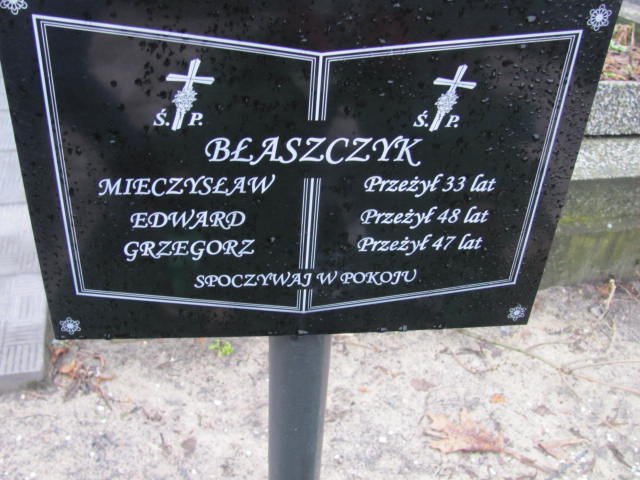 Ś. P. Ś. P.
BŁASZCZYK
MIECZYSŁAW Przeżył 33 lat
EDWARD Przeżył 48 lat
GRZEGORZ Przeżył 47 lat
SPOCZYWAJ W POKOJU